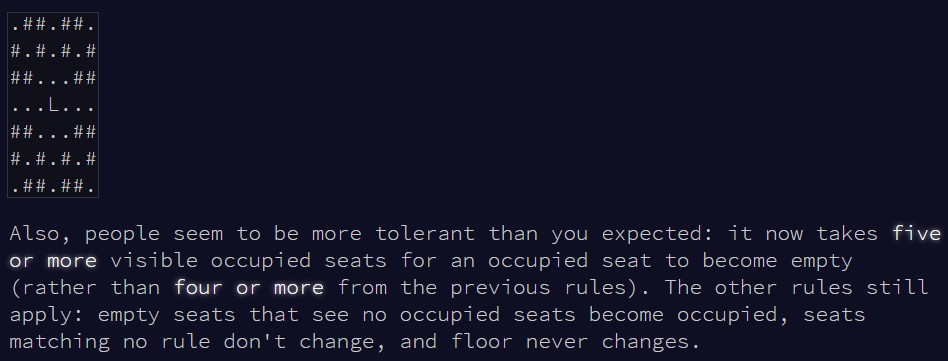 .##.##.
#.#.#.#
##...##
...L...
##...##
#.#.#.#
.##.##.
Also, people seem to be more tolerant than you expected: it now takes five
or more visible occupied seats for an occupied seat to become empty
(rather than four or more from the previous rules). The other rules still
apply: empty seats that see no occupied seats become occupied, seats
matching no rule don't change, and floor never changes.